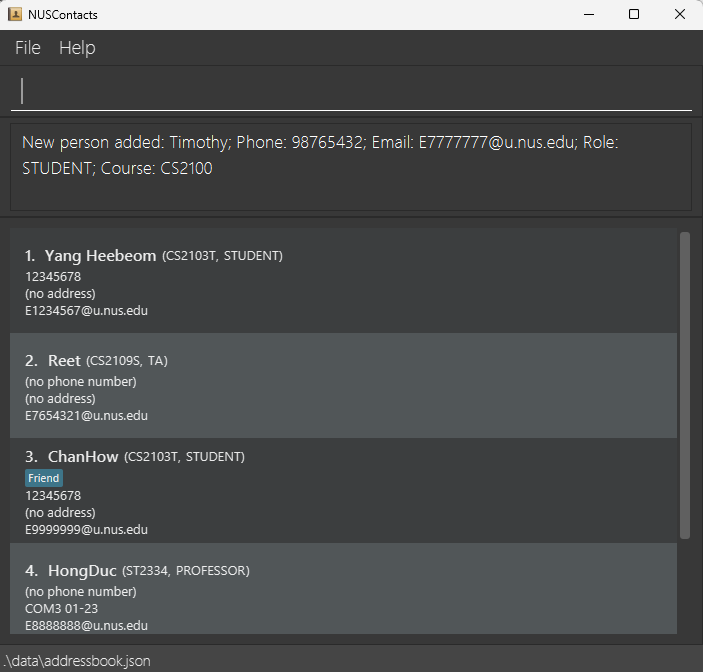 NUSContacts
File Help
New person added: Timothy; Phone: 98765432; Email: E7777777@u.nus.edu; Role:
STUDENT; Course: CS2100
1. Yang Heebeom (CS2103T, STUDENT)
12345678
(no address)
E1234567@u.nus.edu
2. Reet (CS2109S, TA)
(no phone number)
(no address)
E7654321@u.nus.edu
3. ChanHow (CS2103T, STUDENT)
Friend
12345678
(no address)
E9999999@u.nus.edu
4. HongDuc (ST2334, PROFESSOR)
(no phone number)
COM3 01-23
E8888888@u.nus.edu
.\data\addressbook.json